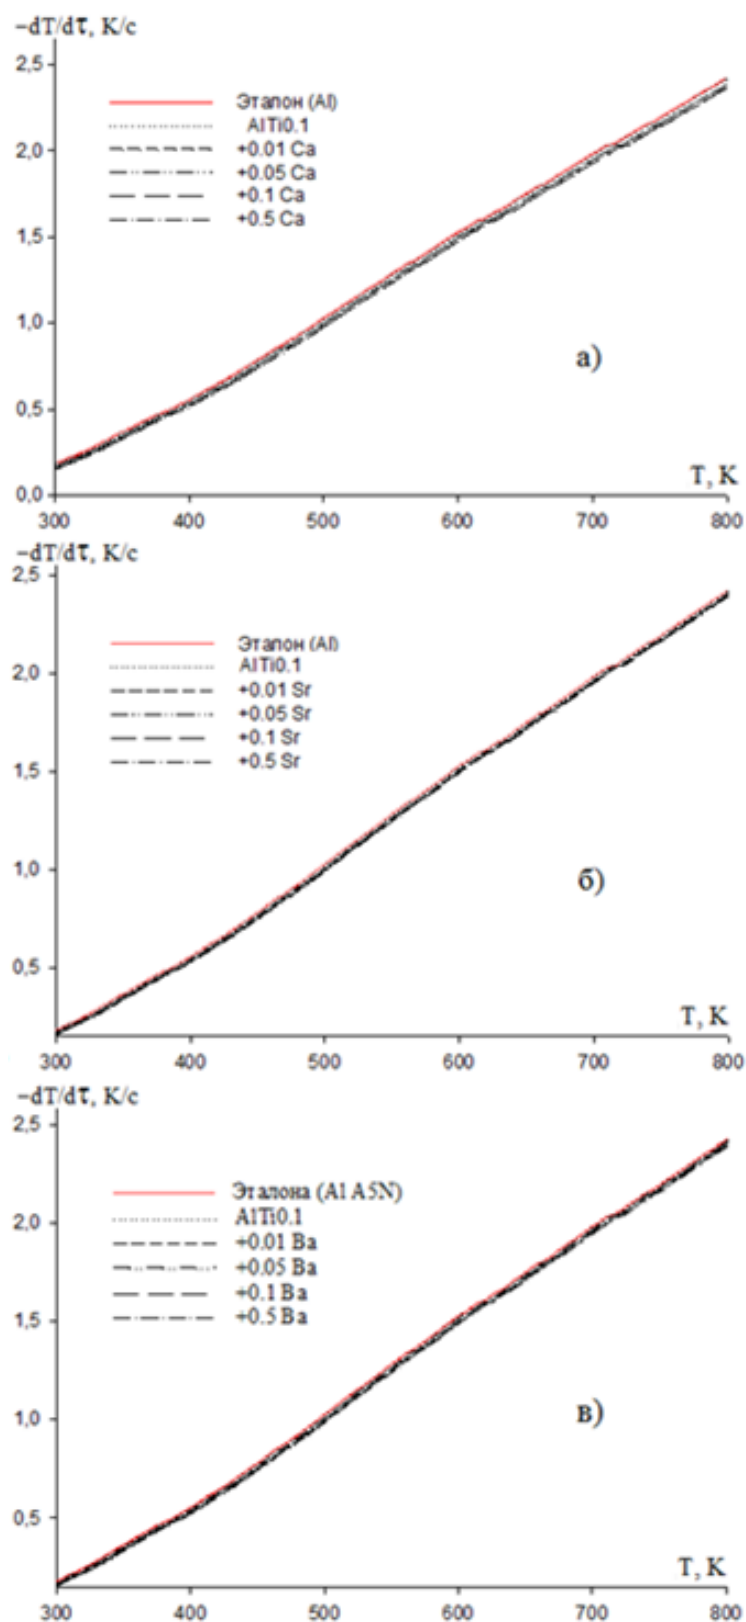 −dT/dτ, K/c
2,5
Эталон (Al)
AlTi0.1
+0.01 Ca
+0.05 Ca
+0.1 Ca
+0.5 Ca
2,0
1,5
1,0
а)
0,5
T, K
0,0
300 400 500 600 700 800
−dT/dτ, K/c
2,5
Эталон (Al)
AlTi0.1
+0.01 Sr
+0.05 Sr
+0.1 Sr
+0.5 Sr
2,0
1,5
1,0
б)
0,5
T, K
300 400 500 600 700 800
−dT/dτ, K/c
2,5
Эталона (Al A5N)
AlTi0.1
+0.01 Ba
+0.05 Ba
+0.1 Ba
+0.5 Ba
2,0
1,5
1,0
в)
0,5
T, K
300 400 500 600 700 800